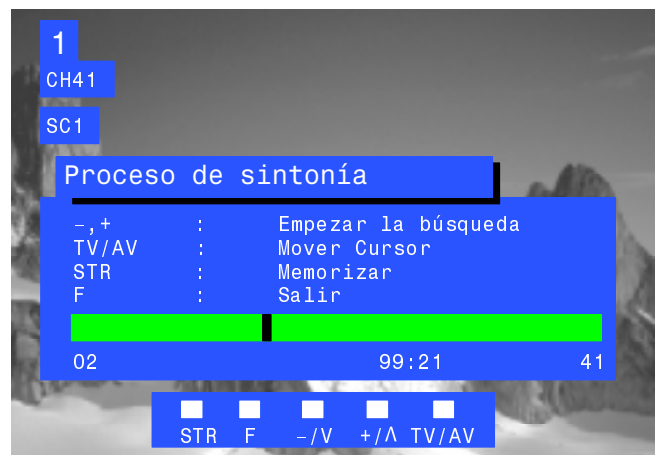 1
CH41
SC1
Proceso de sintonía
–,+ : Empezar la búsqueda
TV/AV : Mover Cursor
STR : Memorizar
F : Salir
02 99:21 41
STR F –/V +/Λ TV/AV